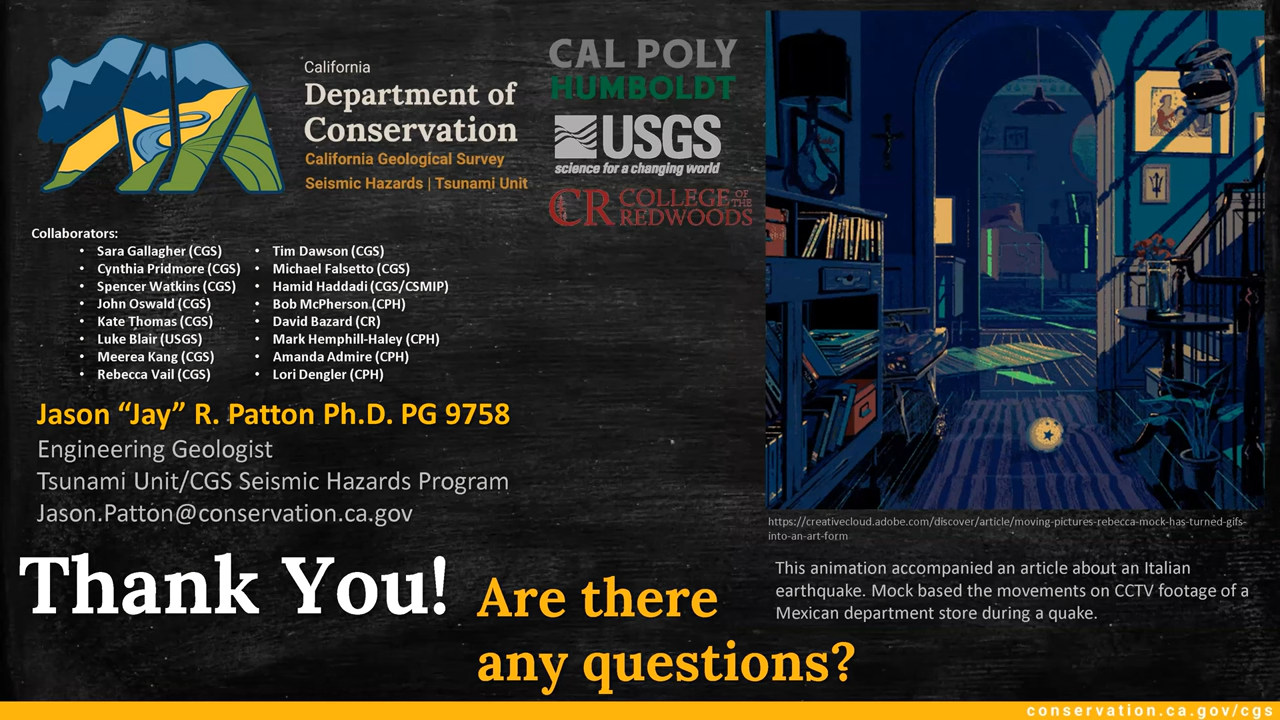 California
Department of
Conservation
California Geological Survey
Seismic Hazards | Tsunami Unit
CAL POLY
HUMBOLDT
USGS
science for a changing world
CR COLLEGE OF THE
REDWOODS
Collaborators:
• Sara Gallagher (CGS)
• Cynthia Pridmore (CGS)
• Spencer Watkins (CGS)
• John Oswald (CGS)
• Kate Thomas (CGS)
• Luke Blair (USGS)
• Meerea Kang (CGS)
• Rebecca Vail (CGS)
• Tim Dawson (CGS)
• Michael Falsetto (CGS)
• Hamid Haddadi (CGS/CSMIP)
• Bob McPherson (CPH)
• David Bazard (CR)
• Mark Hemphill-Haley (CPH)
• Amanda Admire (CPH)
• Lori Dengler (CPH)
Jason “Jay” R. Patton Ph.D. PG 9758
Engineering Geologist
Tsunami Unit/CGS Seismic Hazards Program
Jason.Patton@conservation.ca.gov
Thank You!
Are there
any questions?
https://creativecloud.adobe.com/discover/article/moving-pictures-rebecca-mock-has-turned-gifs-
into-an-art-form
This animation accompanied an article about an Italian
earthquake. Mock based the movements on CCTV footage of a
Mexican department store during a quake.
conservation.ca.gov/cgs